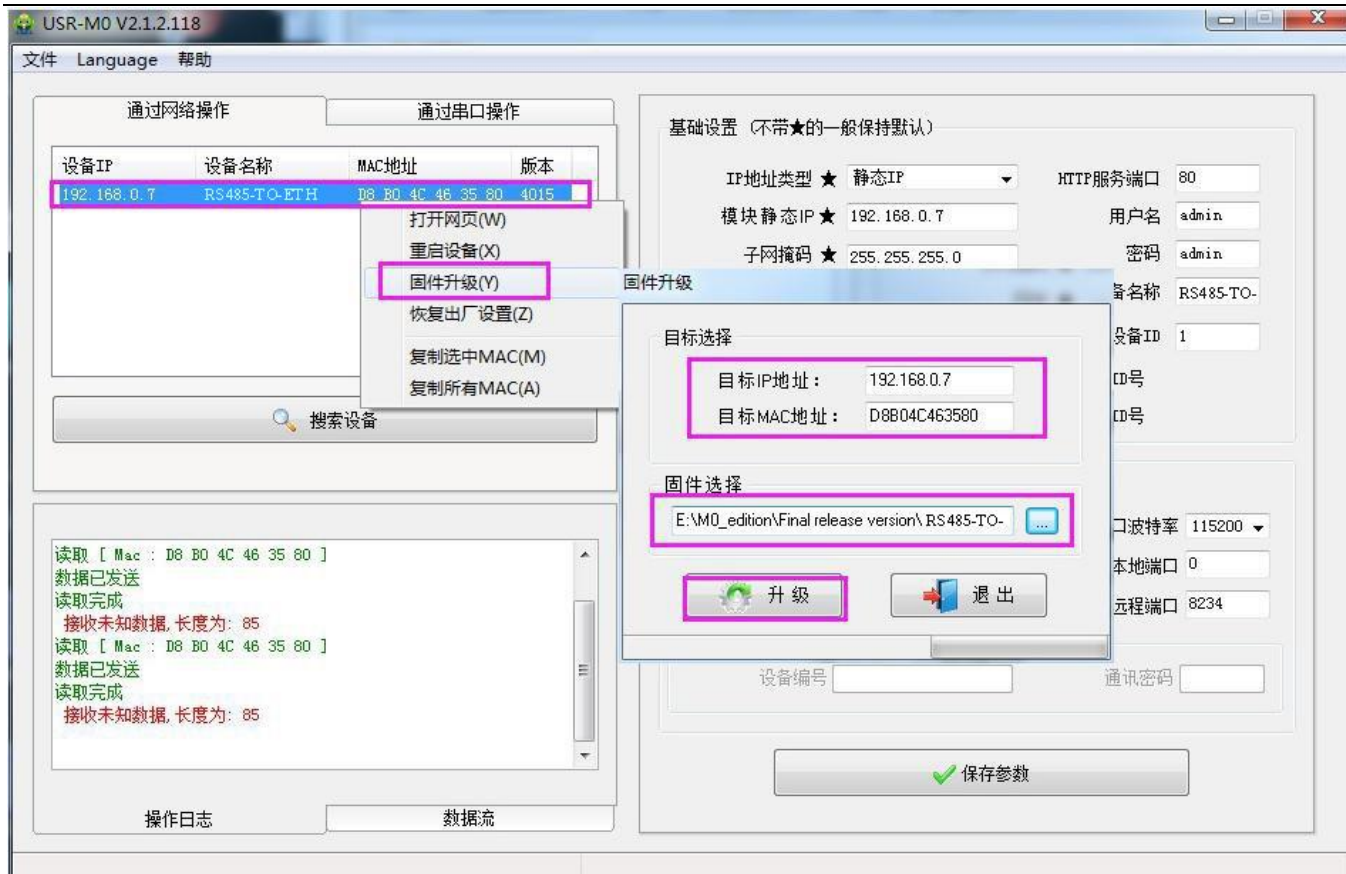 USR-M0 V2.1.2.118
文件 Language 帮助
通过网络操作 通过串口操作
设备IP 设备名称 MAC地址 版本
192.168.0.7 RS485-TO-ETH D8 B0 4C 46 35 80 4015
打开网页(W)
重启设备(X)
固件升级(Y)
恢复出厂设置(Z)
复制选中MAC(M)
复制所有MAC(A)
搜索设备
读取 [ Mac : D8 B0 4C 46 35 80 ]
数据已发送
读取完成
接收未知数据,长度为: 85
读取 [ Mac : D8 B0 4C 46 35 80 ]
数据已发送
读取完成
接收未知数据,长度为: 85
操作日志 数据流
基础设置 (不带★的一般保持默认)
IP地址类型 ★ 静态IP HTTP服务端口 80
模块静态IP ★ 192.168.0.7 用户名 admin
子网掩码 ★ 255.255.255.0 密码 admin
备名称 RS485-TO-
设备ID 1
ID号
ID号
固件升级
目标选择
目标IP地址: 192.168.0.7
目标MAC地址: D8B04C463580
固件选择
E:\M0_edition\Final release version\ RS485-TO- ...
升级 退出
口波特率 115200
本地端口 0
远程端口 8234
设备编号 通讯密码
保存参数